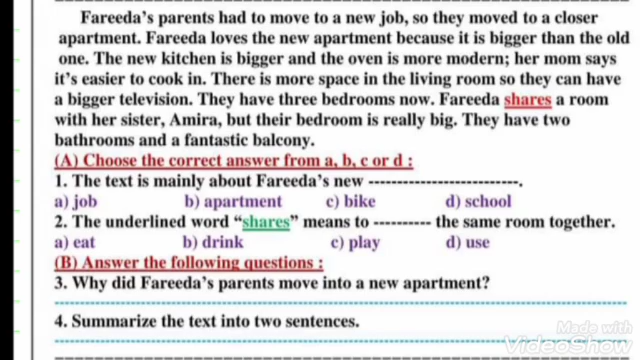 Fareeda's parents had to move to a new job, so they moved to a closer
apartment. Fareeda loves the new apartment because it is bigger than the old
one. The new kitchen is bigger and the oven is more modern; her mom says
it's easier to cook in. There is more space in the living room so they can have
a bigger television. They have three bedrooms now. Fareeda shares a room
with her sister, Amira, but their bedroom is really big. They have two
bathrooms and a fantastic balcony.
(A) Choose the correct answer from a, b, c or d :
1. The text is mainly about Fareeda's new -------------------------.
a) job b) apartment c) bike d) school
2. The underlined word "shares" means to ---------- the same room together.
a) eat b) drink c) play d) use
(B) Answer the following questions :
3. Why did Fareeda's parents move into a new apartment?
4. Summarize the text into two sentences.
Made with
VideoShow